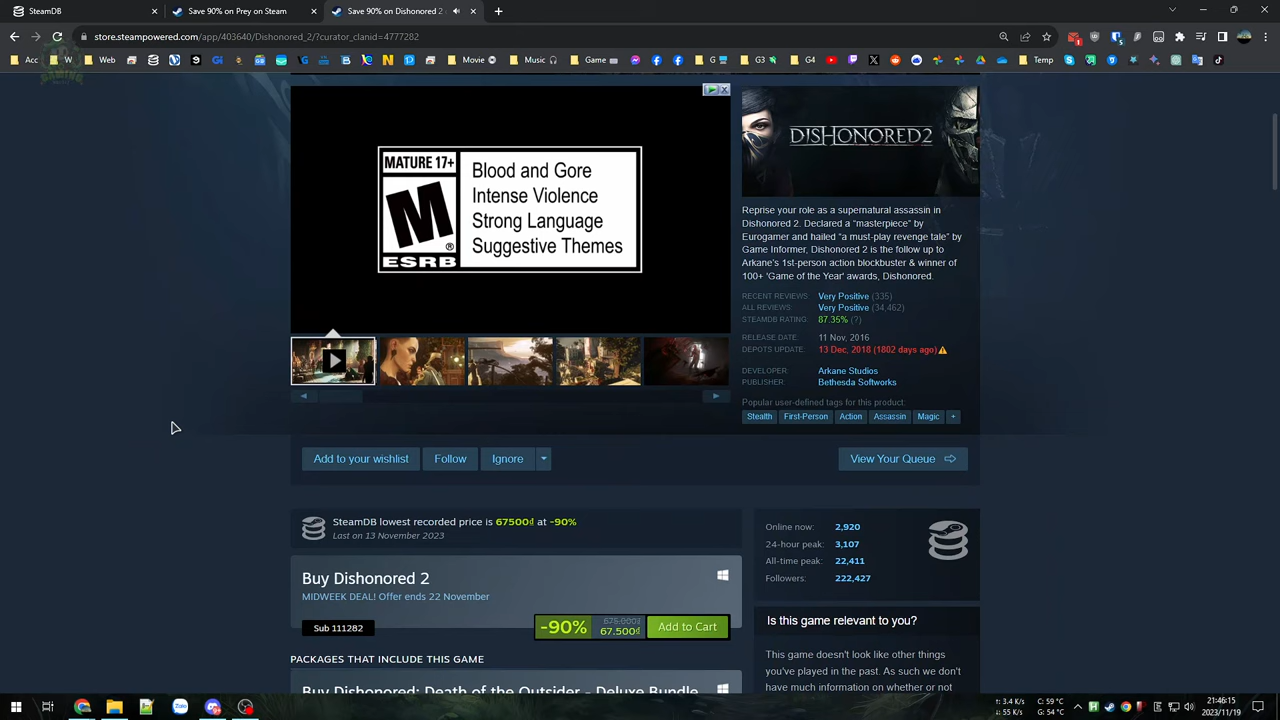 SteamDB
Save 90% on Prey on Steam
Save 90% on Dishonored 2
store.steampowered.com/app/403640/Dishonored_2/?curator_clanid=4777282
Acc
W
Web
Movie
Music
Game
G
G3
G4
Temp
GAMING
MATURE 17+
M
®
ESRB
Blood and Gore
Intense Violence
Strong Language
Suggestive Themes
DISHONORED2
Reprise your role as a supernatural assassin in
Dishonored 2. Declared a “masterpiece” by
Eurogamer and hailed “a must-play revenge tale” by
Game Informer. Dishonored 2 is the follow up to
Arkane's 1st-person action blockbuster & winner of
100+ 'Game of the Year' awards, Dishonored.
RECENT REVIEWS: Very Positive (335)
ALL REVIEWS: Very Positive (34,462)
STEAMDB RATING: 87.35% (?)
RELEASE DATE: 11 Nov, 2016
DEPOTS UPDATE: 13 Dec, 2018 (1802 days ago)
DEVELOPER: Arkane Studios
PUBLISHER: Bethesda Softworks
Popular user-defined tags for this product:
Stealth First-Person Action Assassin Magic +
Add to your wishlist
Follow
Ignore
View Your Queue
SteamDB lowest recorded price is 67500₫ at -90%
Last on 13 November 2023
Buy Dishonored 2
MIDWEEK DEAL! Offer ends 22 November
Sub 111282
-90%
675.000₫
67.500₫
Add to Cart
PACKAGES THAT INCLUDE THIS GAME
Buy Dishonored: Death of the Outsider - Deluxe Bundle
Online now: 2,920
24-hour peak: 3,107
All-time peak: 22,411
Followers: 222,427
Is this game relevant to you?
This game doesn't look like other things
you've played in the past. As such we don't
have much information on whether or not
Zalo
↑: 3.4 K/s
↓: 55 K/s
C: 59 °C
G: 54 °C
21:46:15
2023/11/19